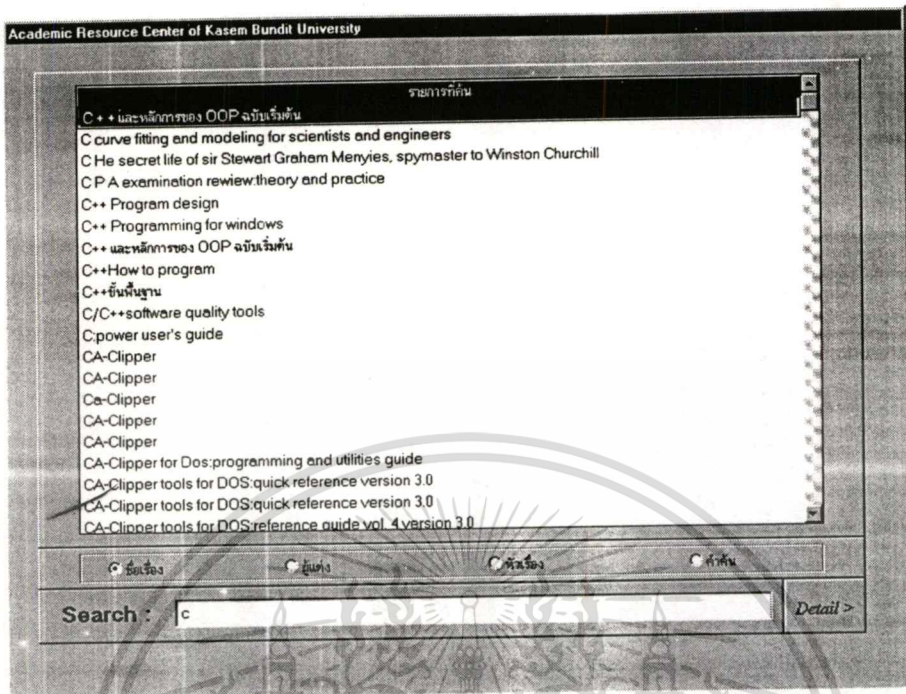 Academic Resource Center of Kasem Bundit University
รายการที่ค้น
C + + และหลักการของ OOP ฉบับเริ่มต้น
C curve fitting and modeling for scientists and engineers
C He secret life of sir Stewart Graham Menyies, spymaster to Winston Churchill
C P A examination rewiew:theory and practice
C++ Program design
C++ Programming for windows
C++ และหลักการของ OOP ฉบับเริ่มต้น
C++How to program
C++ขั้นพื้นฐาน
C/C++software quality tools
C:power user's guide
CA-Clipper
CA-Clipper
Ca-Clipper
CA-Clipper
CA-Clipper
CA-Clipper for Dos:programming and utilities guide
CA-Clipper tools for DOS:quick reference version 3.0
CA-Clipper tools for DOS:quick reference version 3.0
CA-Clipper tools for DOS:reference guide vol. 4 version 3.0
ชื่อเรื่อง ผู้แต่ง หัวเรื่อง คำค้น
Search : c Detail >